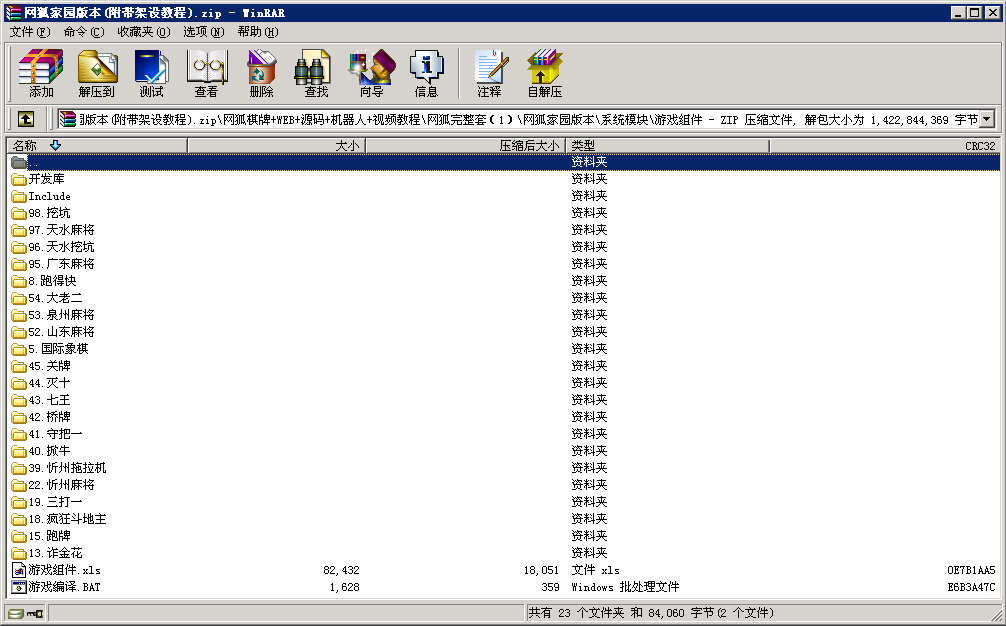 网狐家园版本(附带架设教程).zip - WinRAR
文件(F) 命令(C) 收藏夹(O) 选项(N) 帮助(H)
添加 解压到 测试 查看 删除 查找 向导 信息 注释 自解压
版本(附带架设教程).zip\网狐棋牌+WEB+源码+机器人+视频教程\网狐完整套(1)\网狐家园版本\系统模块\游戏组件 - ZIP 压缩文件, 解包大小为 1,422,844,369 字节
名称 大小 压缩后大小 类型 CRC32
.. 资料夹
开发库 资料夹
Include 资料夹
98.挖坑 资料夹
97.天水麻将 资料夹
96.天水挖坑 资料夹
95.广东麻将 资料夹
8.跑得快 资料夹
54.大老二 资料夹
53.泉州麻将 资料夹
52.山东麻将 资料夹
5.国际象棋 资料夹
45.关牌 资料夹
44.灭十 资料夹
43.七王 资料夹
42.桥牌 资料夹
41.守把一 资料夹
40.掀牛 资料夹
39.忻州拖拉机 资料夹
22.忻州麻将 资料夹
19.三打一 资料夹
18.疯狂斗地主 资料夹
15.跑牌 资料夹
13.诈金花 资料夹
游戏组件.xls 82,432 18,051 文件 xls 0E7B1AA5
游戏编译.BAT 1,628 359 Windows 批处理文件 E6B3A47C
共有 23 个文件夹 和 84,060 字节(2 个文件)